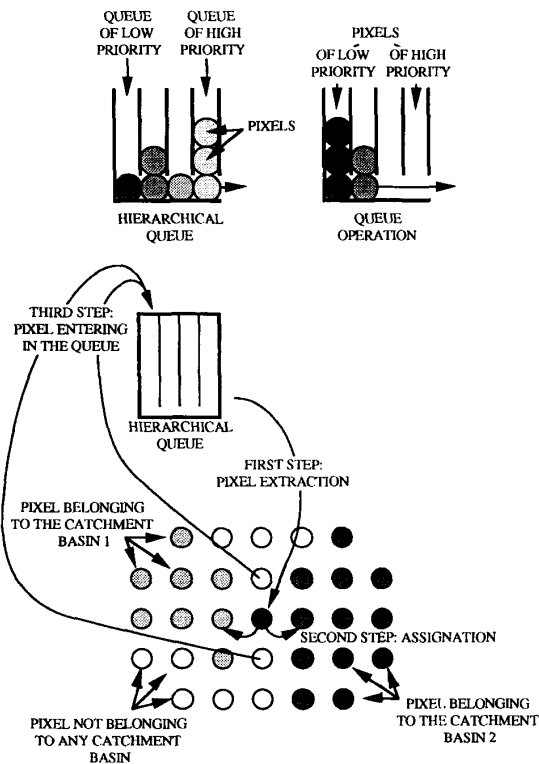 QUEUE
OF LOW
PRIORITY
QUEUE
OF HIGH
PRIORITY
PIXELS
HIERARCHICAL
QUEUE
PIXELS
OF LOW
PRIORITY
OF HIGH
PRIORITY
QUEUE
OPERATION
THIRD STEP:
PIXEL ENTERING
IN THE QUEUE
HIERARCHICAL
QUEUE
FIRST STEP:
PIXEL EXTRACTION
PIXEL BELONGING
TO THE CATCHMENT
BASIN 1
SECOND STEP: ASSIGNATION
PIXEL NOT BELONGING
TO ANY CATCHMENT
BASIN
PIXEL BELONGING
TO THE CATCHMENT
BASIN 2